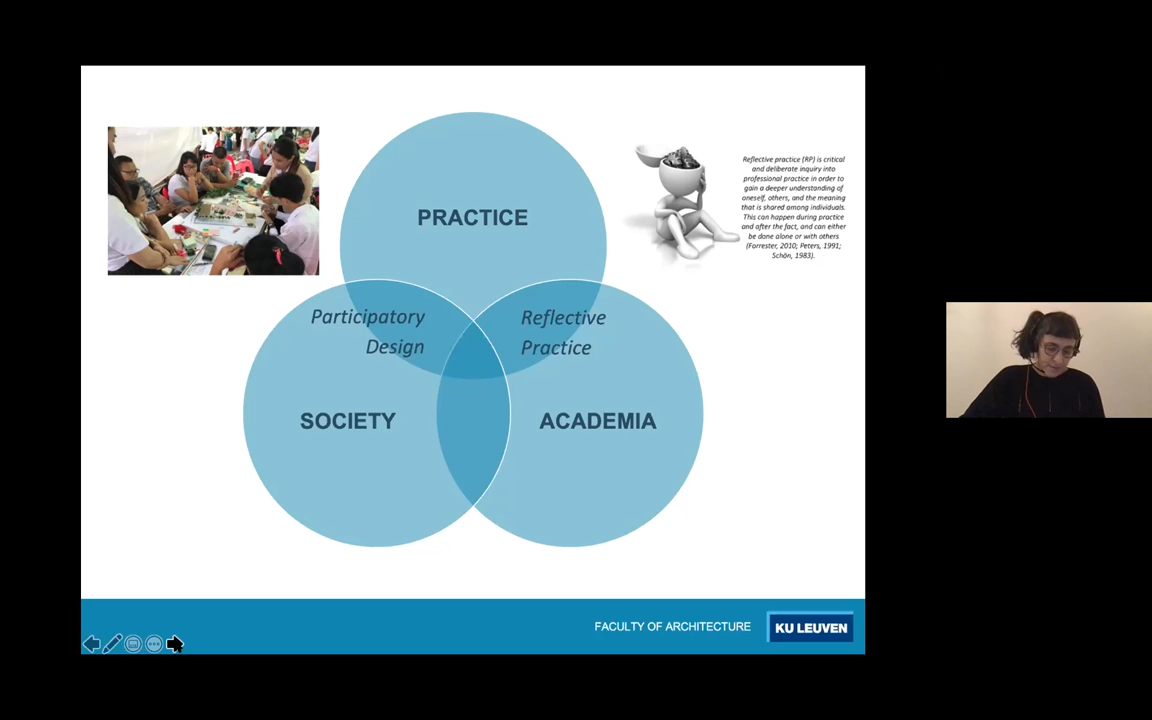 PRACTICE
Reflective practice (RP) is critical
and deliberate inquiry into
professional practice in order to
gain a deeper understanding of
oneself, others, and the meaning
that is shared among individuals.
This can happen during practice
and after the fact, and can either
be done alone or with others
(Forrester, 2010; Peters, 1991;
Schön, 1983).
Participatory
Design
Reflective
Practice
SOCIETY
ACADEMIA
FACULTY OF ARCHITECTURE
KU LEUVEN